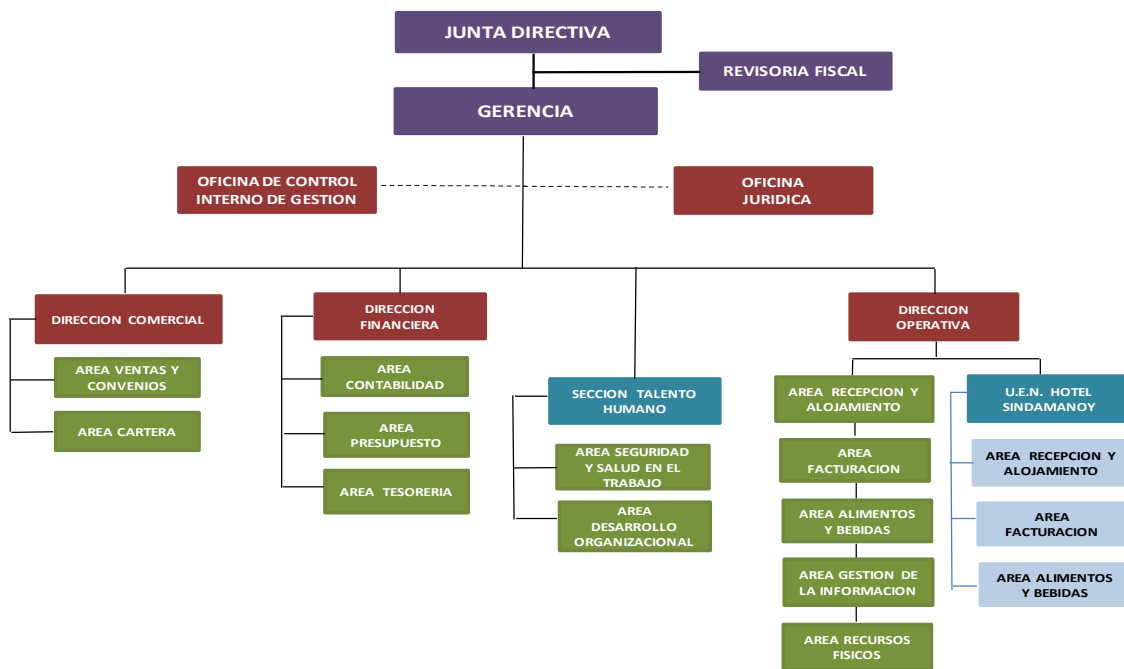 JUNTA DIRECTIVA
REVISORIA FISCAL
GERENCIA
OFICINA DE CONTROL
INTERNO DE GESTION
OFICINA
JURIDICA
DIRECCION COMERCIAL
AREA VENTAS Y
CONVENIOS
AREA CARTERA
DIRECCION
FINANCIERA
AREA
CONTABILIDAD
AREA
PRESUPUESTO
AREA TESORERIA
SECCION TALENTO
HUMANO
AREA SEGURIDAD
Y SALUD EN EL
TRABAJO
AREA
DESARROLLO
ORGANIZACIONAL
DIRECCION
OPERATIVA
AREA RECEPCION Y
ALOJAMIENTO
AREA
FACTURACION
AREA ALIMENTOS
Y BEBIDAS
AREA GESTION DE
LA INFORMACION
AREA RECURSOS
FISICOS
U.E.N. HOTEL
SINDAMANOY
AREA RECEPCION Y
ALOJAMIENTO
AREA
FACTURACION
AREA ALIMENTOS
Y BEBIDAS